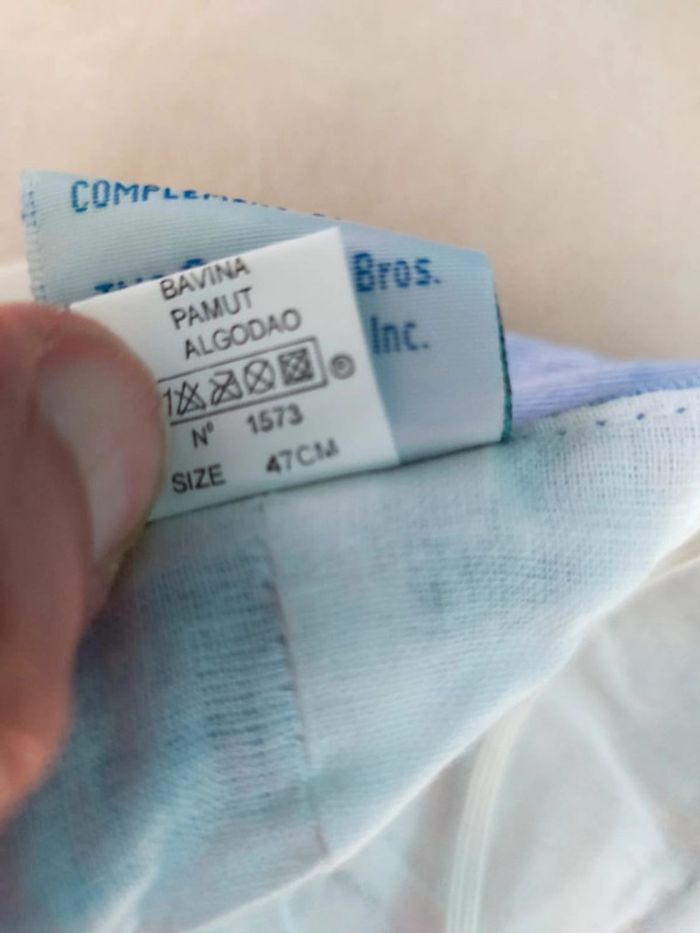 Bros.
Inc.
BAVINA
PAMUT
ALGODAO
Nº 1573
SIZE 47CM